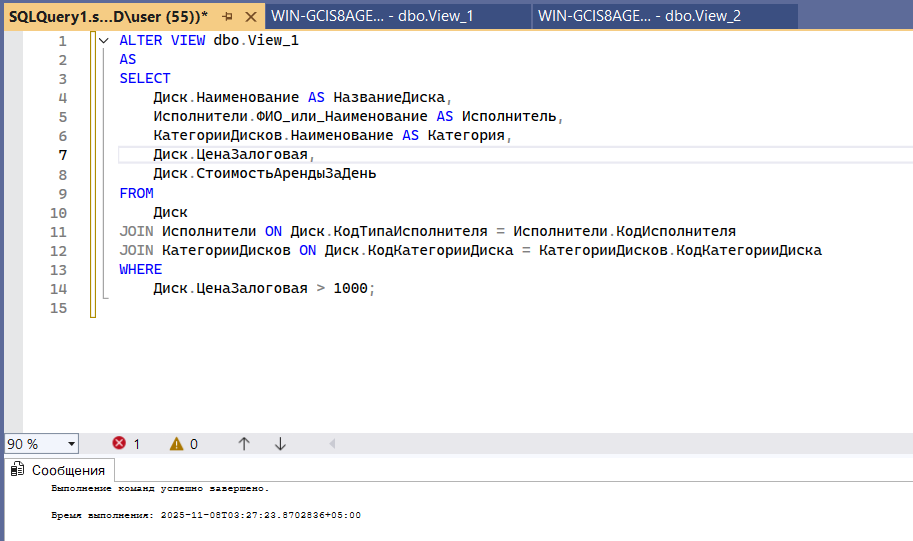 SQLQuery1.s...D\user (55))* WIN-GCIS8AGE... - dbo.View_1 WIN-GCIS8AGE... - dbo.View_2
1 ALTER VIEW dbo.View_1
2 AS
3 SELECT
4 Диск.Наименование AS НазваниеДиска,
5 Исполнители.ФИО_или_Наименование AS Исполнитель,
6 КатегорииДисков.Наименование AS Категория,
7 Диск.ЦенаЗалоговая,
8 Диск.СтоимостьАрендыЗаДень
9 FROM
10 Диск
11 JOIN Исполнители ON Диск.КодТипаИсполнителя = Исполнители.КодИсполнителя
12 JOIN КатегорииДисков ON Диск.КодКатегорииДиска = КатегорииДисков.КодКатегорииДиска
13 WHERE
14 Диск.ЦенаЗалоговая > 1000;
15
90 % 1 0
Сообщения
Выполнение команд успешно завершено.
Время выполнения: 2025-11-08T03:27:23.8702836+05:00